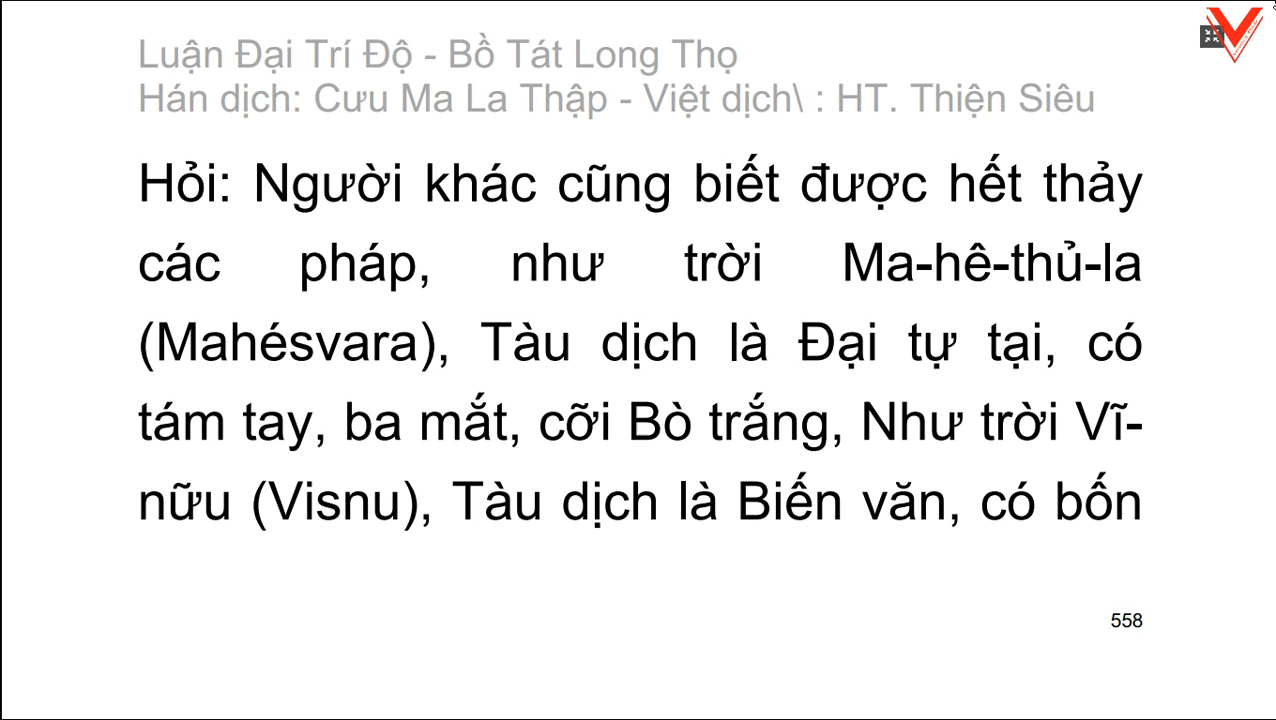 Luận Đại Trí Độ - Bồ Tát Long Thọ
Hán dịch: Cưu Ma La Thập - Việt dịch\ : HT. Thiện Siêu
Hỏi: Người khác cũng biết được hết thảy
các pháp, như trời Ma-hê-thủ-la
(Mahésvara), Tàu dịch là Đại tự tại, có
tám tay, ba mắt, cỡi Bò trắng, Như trời Vĩ-
nữu (Visnu), Tàu dịch là Biến văn, có bốn
558